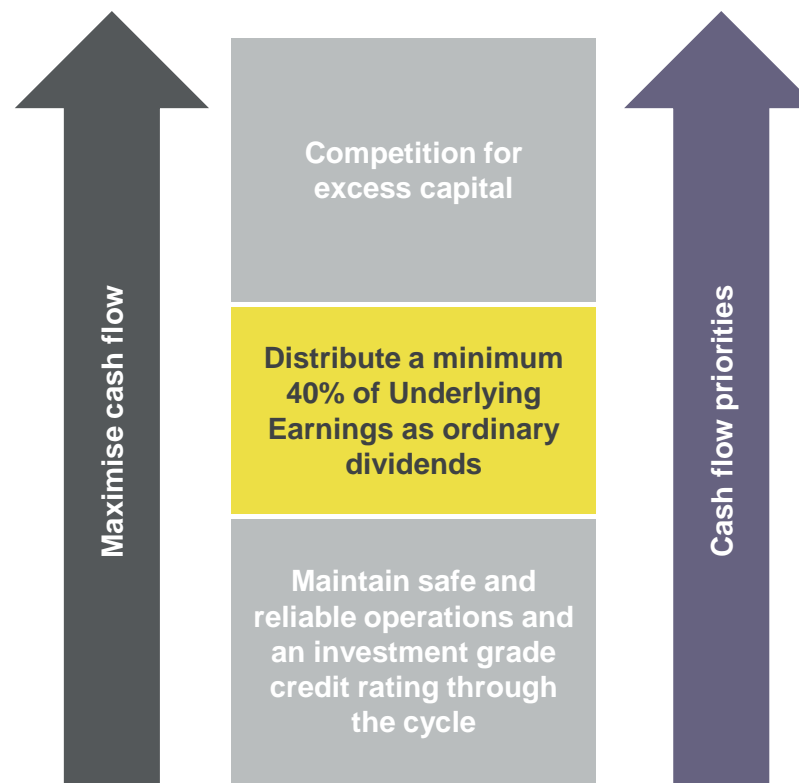 Maximise cash flow
Competition for
excess capital
Distribute a minimum
40% of Underlying
Earnings as ordinary
dividends
Maintain safe and
reliable operations and
an investment grade
credit rating through
the cycle
Cash flow priorities